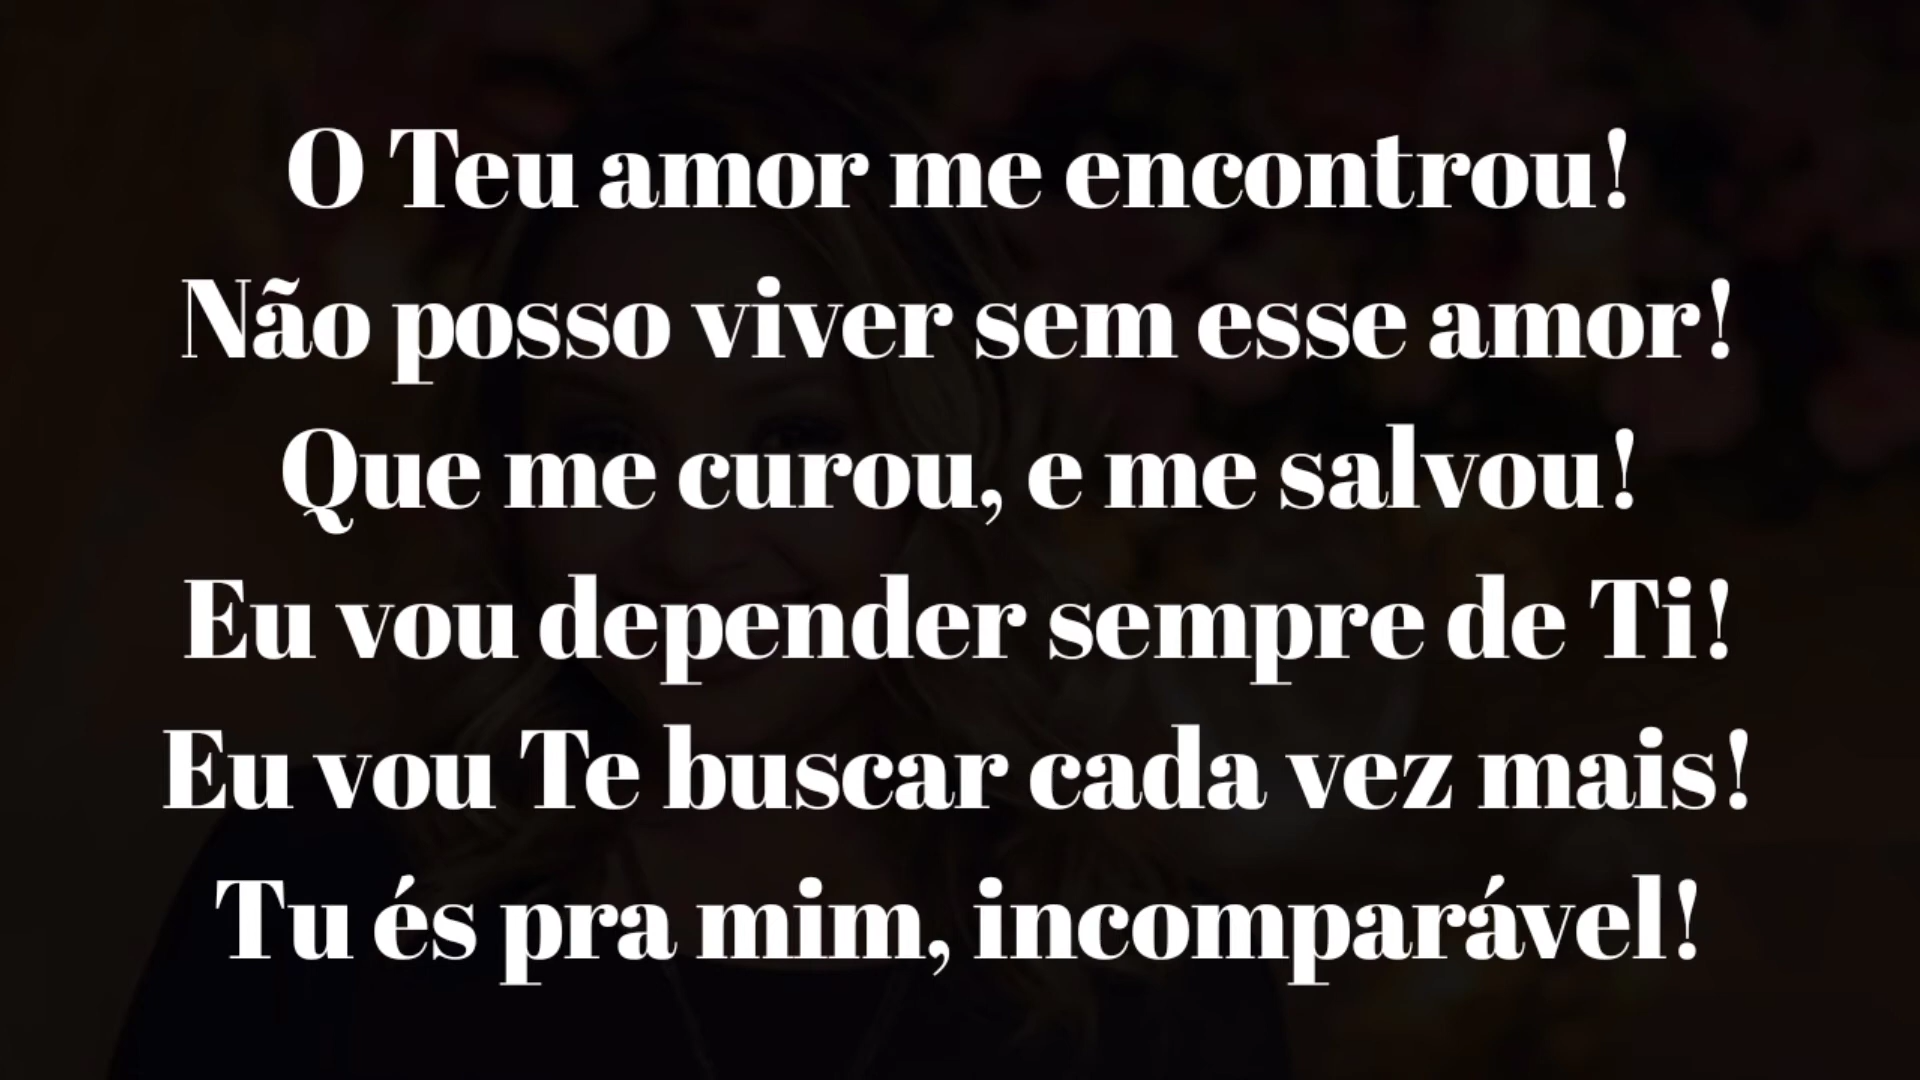 O Teu amor me encontrou!
Não posso viver sem esse amor!
Que me curou, e me salvou!
Eu vou depender sempre de Ti!
Eu vou Te buscar cada vez mais!
Tu és pra mim, incomparável!